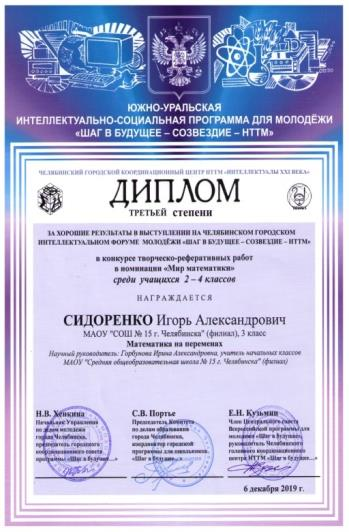 ЮЖНО-УРАЛЬСКАЯ
ИНТЕЛЛЕКТУАЛЬНО-СОЦИАЛЬНАЯ ПРОГРАММА ДЛЯ МОЛОДЁЖИ
«ШАГ В БУДУЩЕЕ – СОЗВЕЗДИЕ – НТТМ»
ЧЕЛЯБИНСКИЙ ГОРОДСКОЙ КООРДИНАЦИОННЫЙ ЦЕНТР НТТМ «ИНТЕЛЛЕКТУАЛЫ XXI ВЕКА»
ДИПЛОМ
ТРЕТЬЕЙ степени
ЗА ХОРОШИЕ РЕЗУЛЬТАТЫ В ВЫСТУПЛЕНИИ НА ЧЕЛЯБИНСКОМ ГОРОДСКОМ
ИНТЕЛЛЕКТУАЛЬНОМ ФОРУМЕ МОЛОДЁЖИ «ШАГ В БУДУЩЕЕ – СОЗВЕЗДИЕ – НТТМ»
в конкурсе творческо-реферативных работ
в номинации «Мир математики»
среди учащихся 2 – 4 классов
НАГРАЖДАЕТСЯ
СИДОРЕНКО Игорь Александрович
МАОУ "СОШ № 15 г. Челябинска" (филиал), 3 класс
Математика на переменах
Научный руководитель: Горбунова Ирина Александровна, учитель начальных классов
МАОУ "Средняя общеобразовательная школа № 15 г. Челябинска" (филиал)
Н.В. Хенкина
Начальник Управления
по делам молодёжи
города Челябинска,
председатель городского
координационного совета
программы «Шаг в будущее…»
С.В. Портье
Председатель Комитета
по делам образования
города Челябинска,
координатор городской
программы для школьников
«Шаг в будущее…»
Е.Н. Кузьмин
Член Центрального совета
Всероссийской программы для
молодёжи «Шаг в будущее»,
руководитель Челябинского
головного координационного
центра НТТМ «Шаг в будущее…»
6 декабря 2019 г.